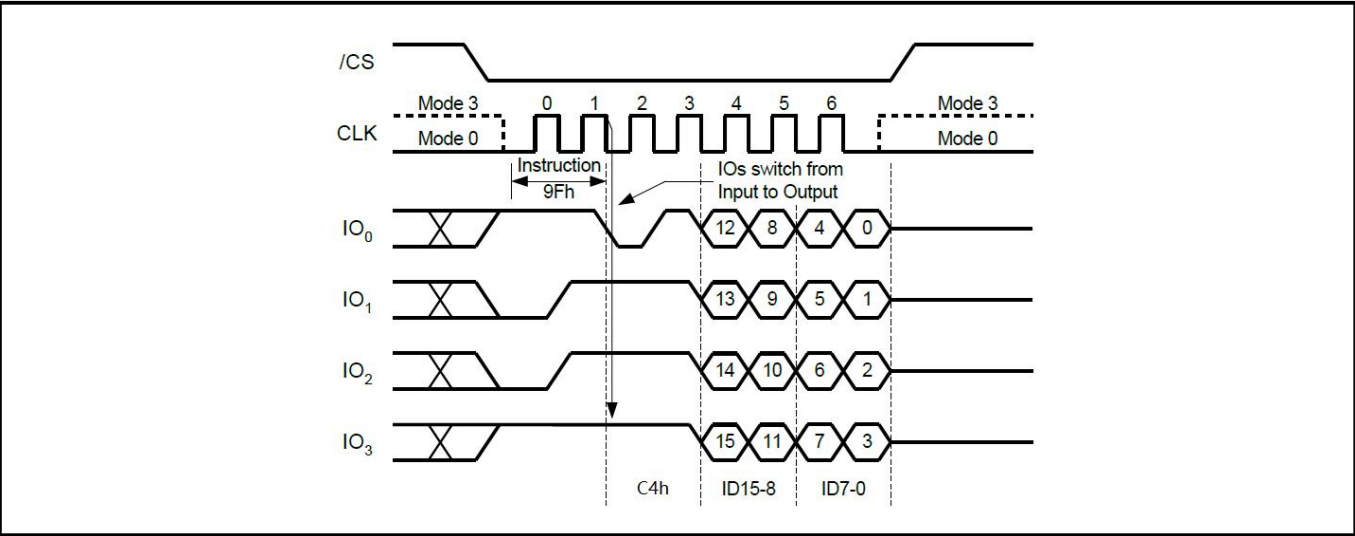 /CS
Mode 3 0 1 2 3 4 5 6 Mode 3
CLK
Mode 0 Mode 0
Instruction
9Fh
IOs switch from
Input to Output
IO0 12 8 4 0
IO1 13 9 5 1
IO2 14 10 6 2
IO3 15 11 7 3
C4h ID15-8 ID7-0